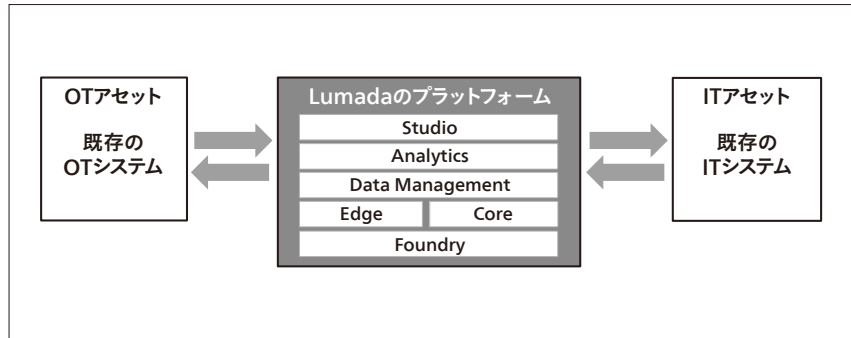 OTアセット
既存の
OTシステム
Lumadaのプラットフォーム
Studio
Analytics
Data Management
Edge
Core
Foundry
ITアセット
既存の
ITシステム